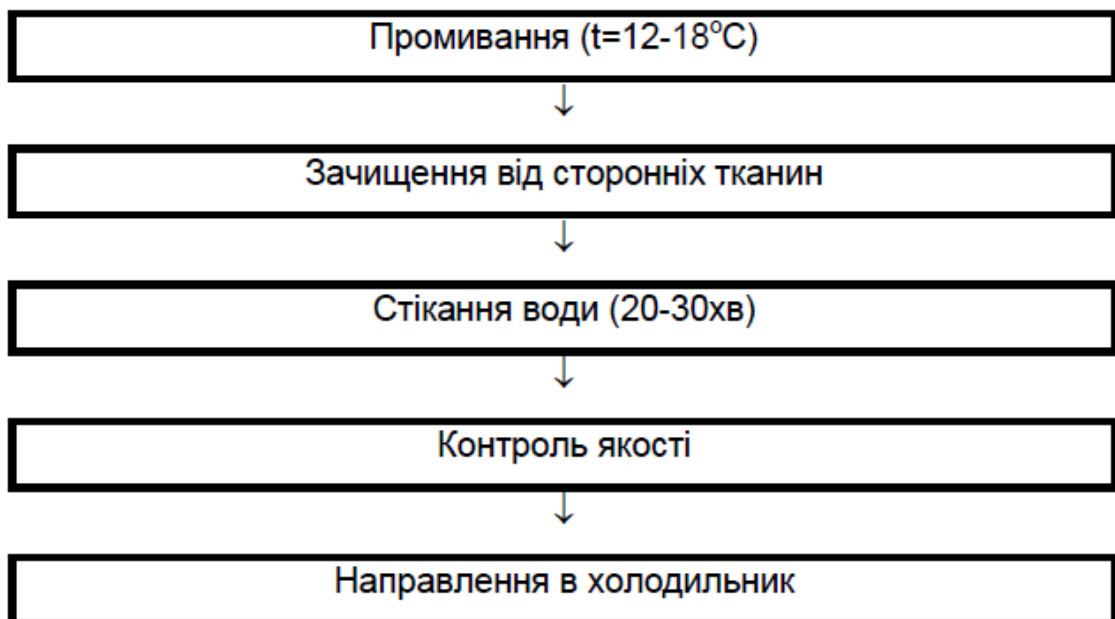 Промивання (t=12-18°С)
↓
Зачищення від сторонніх тканин
↓
Стікання води (20-30хв)
↓
Контроль якості
↓
Направлення в холодильник